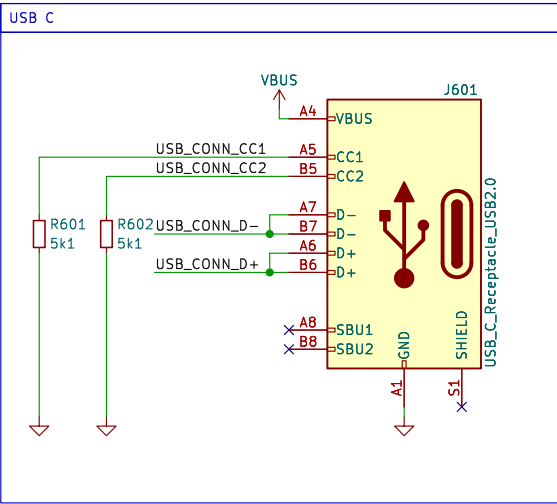 USB C
VBUS
J601
A4
VBUS
USB_CONN_CC1
A5
CC1
USB_CONN_CC2
B5
CC2
A7
D-
R601
5k1
R602
5k1
USB_CONN_D-
B7
D-
A6
D+
USB_CONN_D+
B6
D+
A8
SBU1
B8
SBU2
GND
SHIELD
USB_C_Receptacle_USB2.0
A1
S1